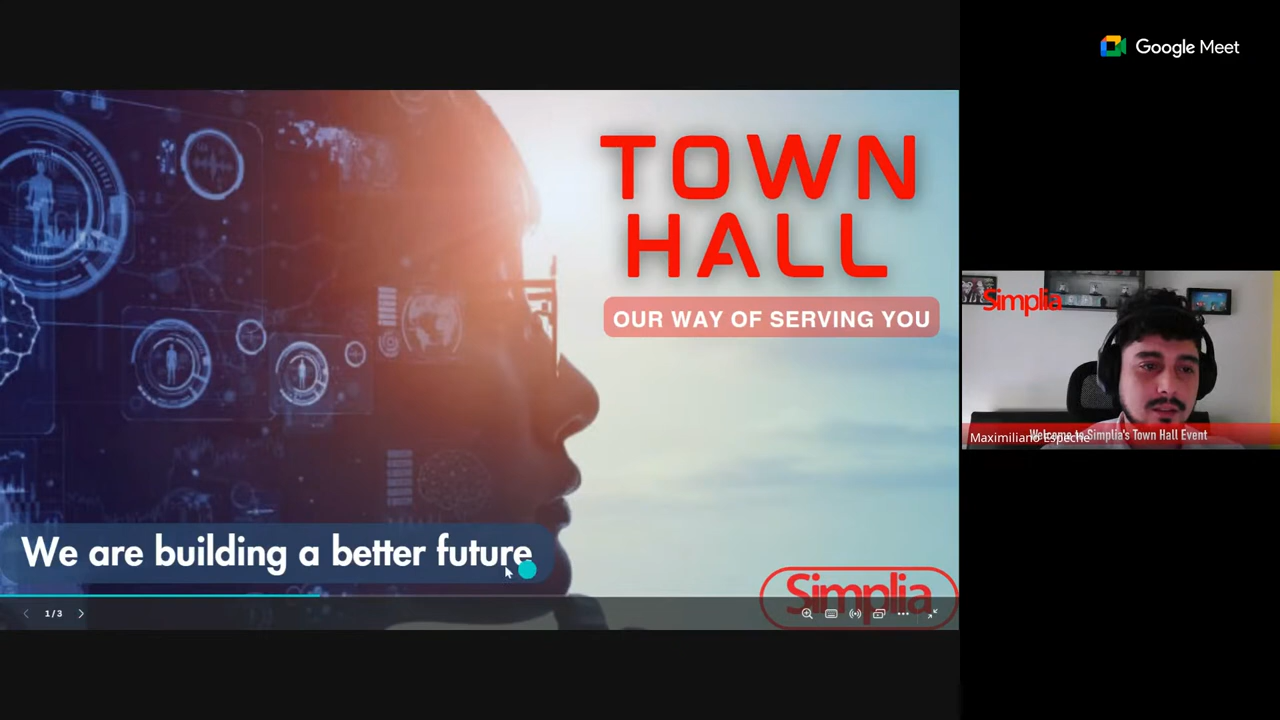 Google Meet
TOWN
HALL
OUR WAY OF SERVING YOU
Simplia
Welcome to Simplia's Town Hall Event
Maximiliano Espeche
We are building a better future
Simplia
1/3